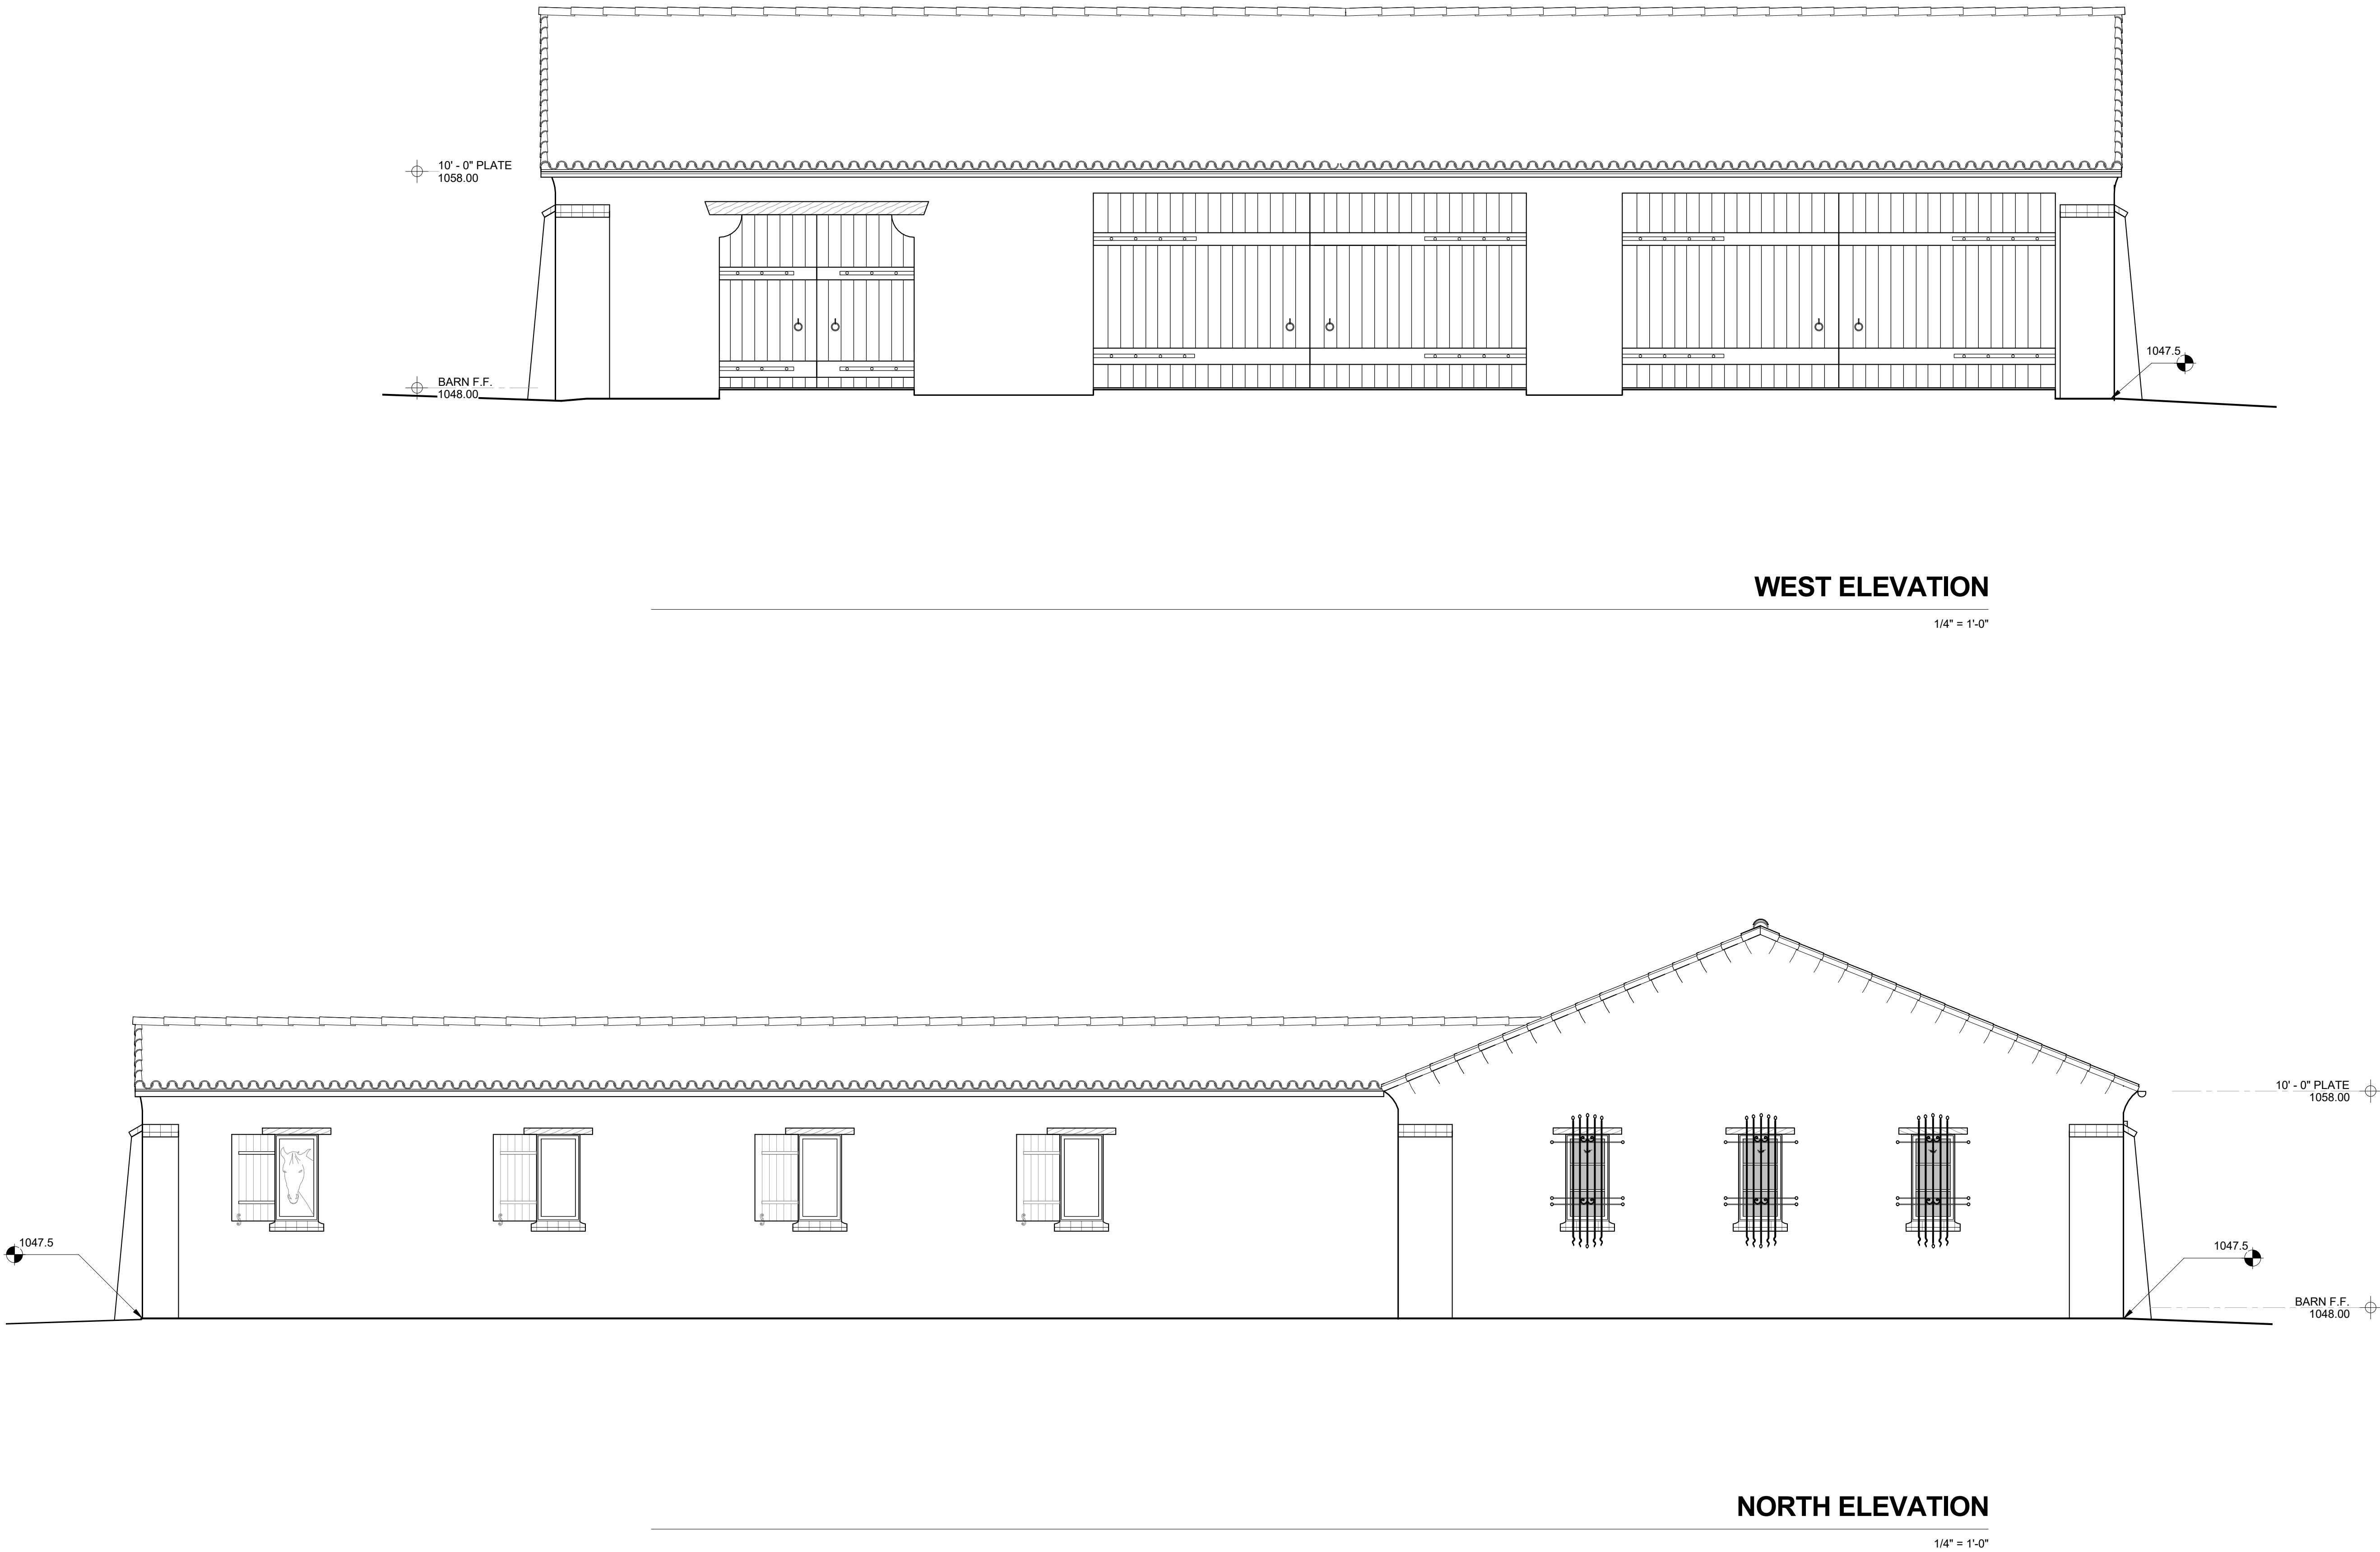 10' - 0" PLATE
1058.00
1047.5
BARN F.F.
1048.00
WEST ELEVATION
1/4" = 1'-0"
10' - 0" PLATE
1058.00
1047.5
1047.5
BARN F.F.
1048.00
NORTH ELEVATION
1/4" = 1'-0"